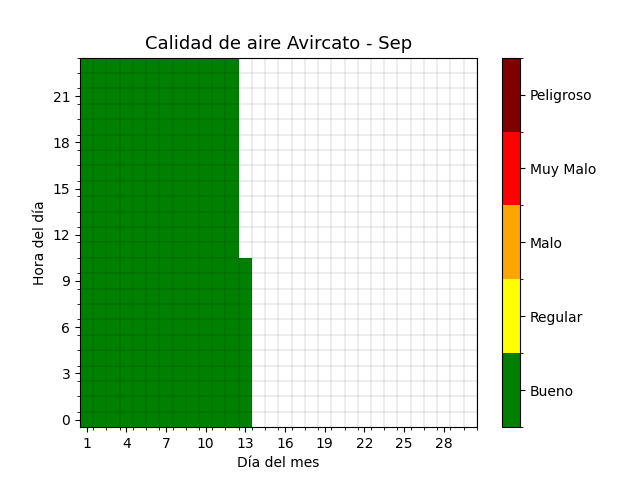 Calidad de aire Avircato - Sep
Hora del día
21
18
15
12
9
6
3
0
1 4 7 10 13 16 19 22 25 28
Día del mes
Peligroso
Muy Malo
Malo
Regular
Bueno